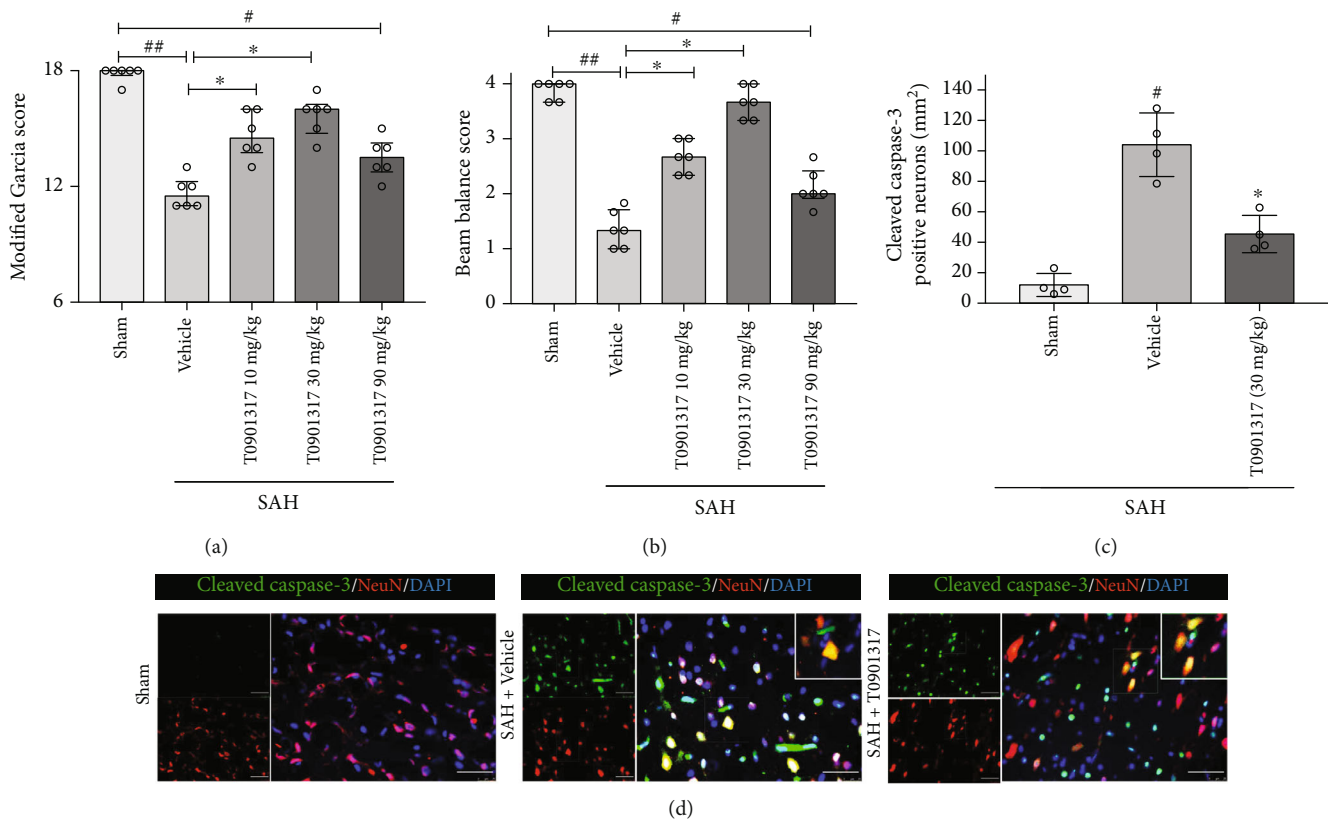 #
##
*
*
18
12
6
Modified Garcia score
Sham
Vehicle
T0901317 10 mg/kg
T0901317 30 mg/kg
T0901317 90 mg/kg
SAH
(a)
#
*
##
*
4
3
2
1
0
Beam balance score
Sham
Vehicle
T0901317 10 mg/kg
T0901317 30 mg/kg
T0901317 90 mg/kg
SAH
(b)
140
120
100
80
60
40
20
0
Cleaved caspase-3
positive neurons (mm²)
#
*
Sham
Vehicle
T0901317 (30 mg/kg)
SAH
(c)
Cleaved caspase-3/NeuN/DAPI
Sham
Cleaved caspase-3/NeuN/DAPI
SAH + Vehicle
Cleaved caspase-3/NeuN/DAPI
SAH + T0901317
(d)